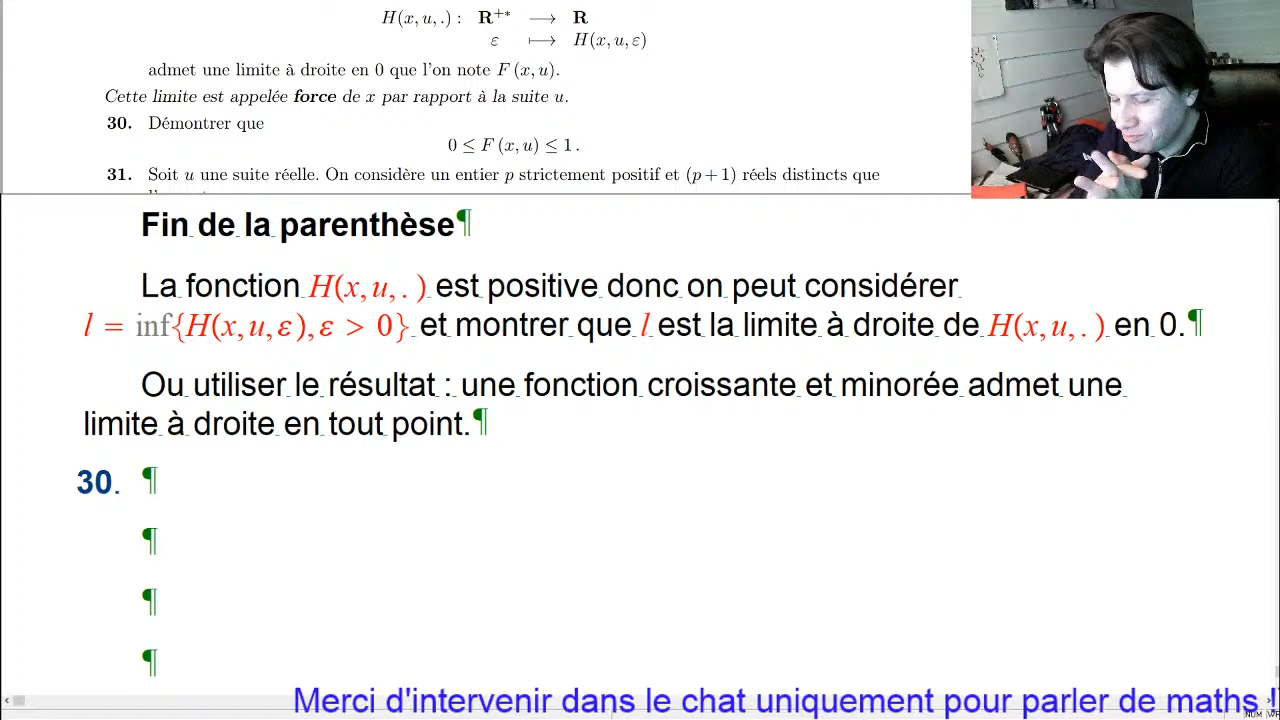 H(x, u, .) : R+* ⟶ R
ε ⟼ H(x, u, ε)
admet une limite à droite en 0 que l'on note F (x, u).
Cette limite est appelée force de x par rapport à la suite u.
30. Démontrer que
0 ≤ F (x, u) ≤ 1 .
31. Soit u une suite réelle. On considère un entier p strictement positif et (p + 1) réels distincts que
Fin de la parenthèse¶
La fonction H(x, u, . ) est positive donc on peut considérer
l = inf{H(x, u, ε), ε > 0} et montrer que l est la limite à droite de H(x, u, . ) en 0.¶
Ou utiliser le résultat : une fonction croissante et minorée admet une
limite à droite en tout point.¶
30. ¶
¶
¶
¶
Merci d'intervenir dans le chat uniquement pour parler de maths !
NUM